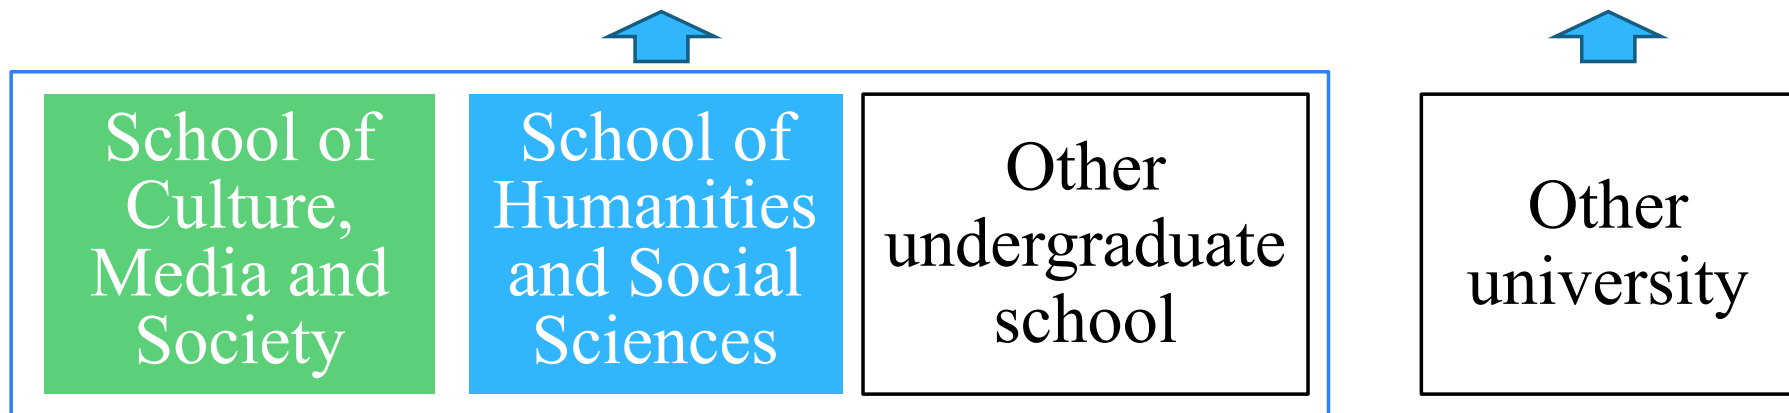 School of
Culture,
Media and
Society
School of
Humanities
and Social
Sciences
Other
undergraduate
school
Other
university